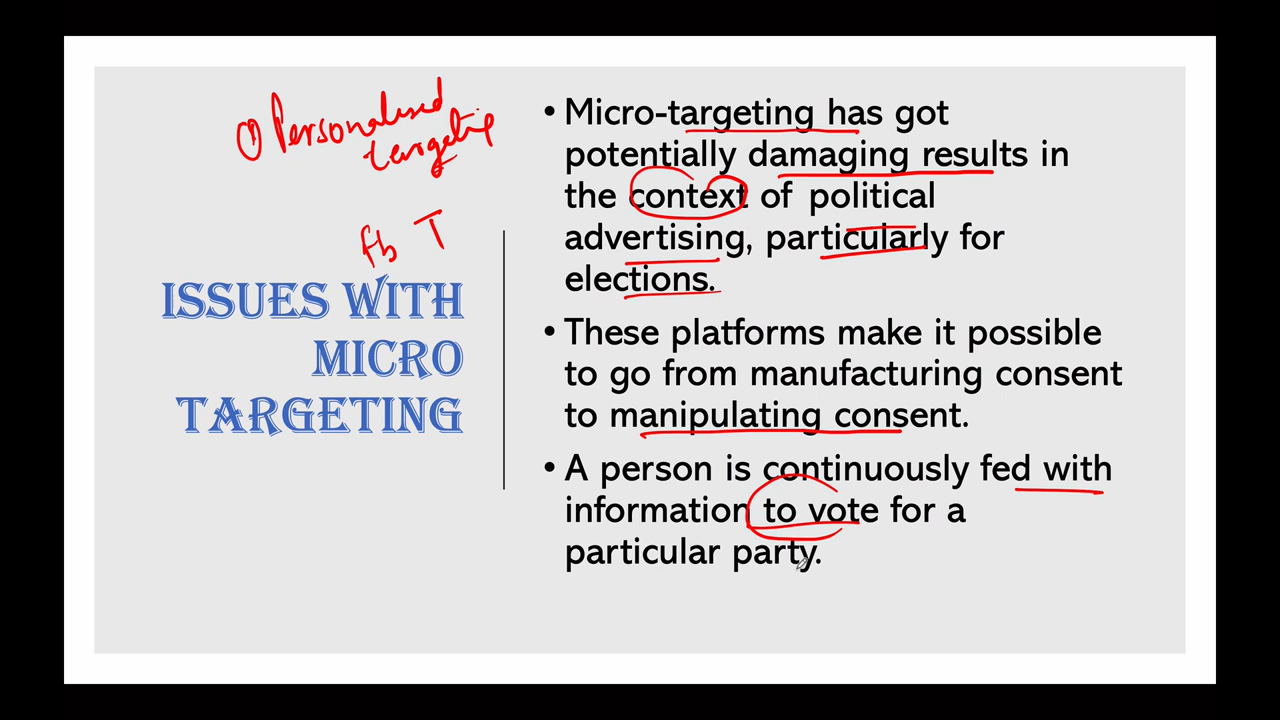 ① Personalised
targeting
fb T
ISSUES WITH
MICRO
TARGETING
• Micro-targeting has got
potentially damaging results in
the context of political
advertising, particularly for
elections.
• These platforms make it possible
to go from manufacturing consent
to manipulating consent.
• A person is continuously fed with
information to vote for a
particular party.